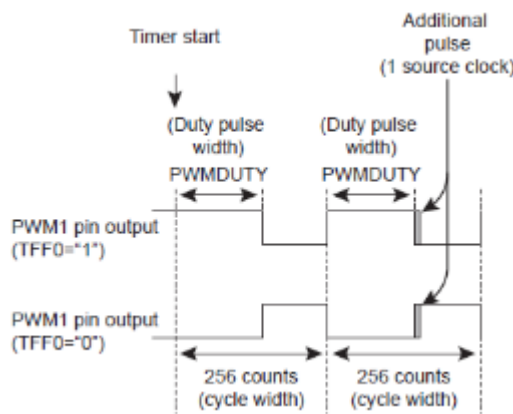 Additional
pulse
(1 source clock)
Timer start
(Duty pulse
width)
PWMDUTY
(Duty pulse
width)
PWMDUTY
PWM1 pin output
(TFF0=“1”)
PWM1 pin output
(TFF0=“0”)
256 counts
(cycle width)
256 counts
(cycle width)